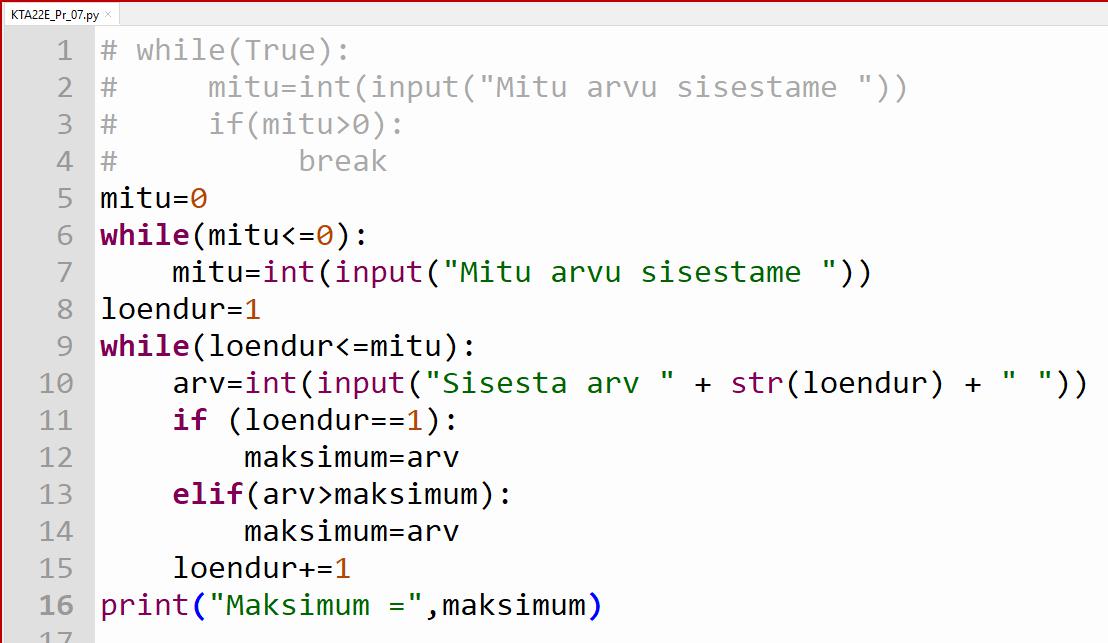 KTA22E_Pr_07.py ×
1 # while(True):
2 #     mitu=int(input("Mitu arvu sisestame "))
3 #     if(mitu>0):
4 #          break
5 mitu=0
6 while(mitu<=0):
7     mitu=int(input("Mitu arvu sisestame "))
8 loendur=1
9 while(loendur<=mitu):
10     arv=int(input("Sisesta arv " + str(loendur) + " "))
11     if (loendur==1):
12         maksimum=arv
13     elif(arv>maksimum):
14         maksimum=arv
15     loendur+=1
16 print("Maksimum =",maksimum)
17